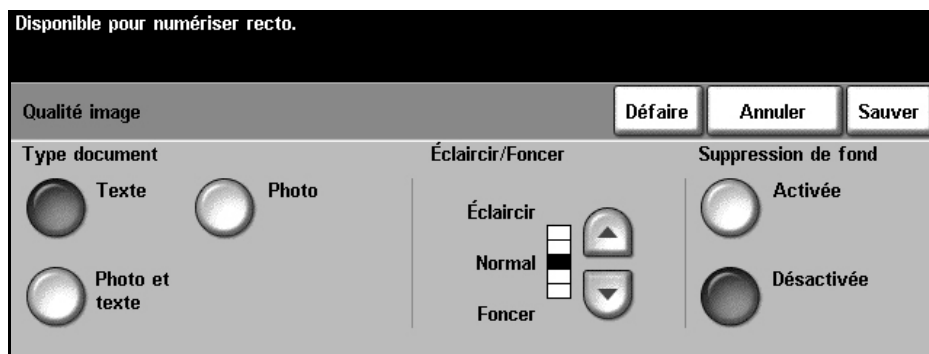 Disponible pour numériser recto.
Qualité image
Défaire
Annuler
Sauver
Type document
Texte
Photo
Photo et
texte
Éclaircir/Foncer
Éclaircir
Normal
Foncer
Suppression de fond
Activée
Désactivée